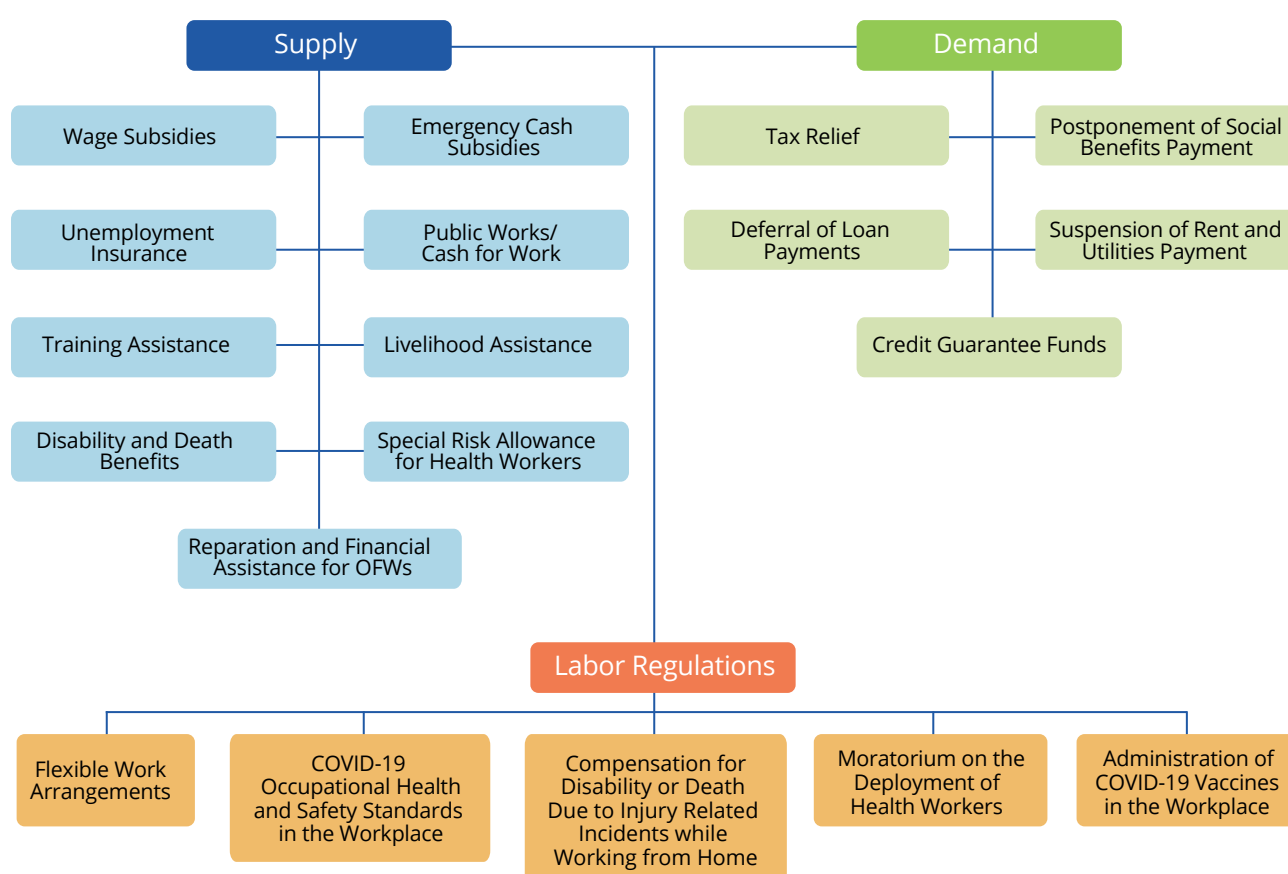 Supply
Demand
Wage Subsidies
Emergency Cash
Subsidies
Tax Relief
Postponement of Social
Benefits Payment
Unemployment
Insurance
Public Works/
Cash for Work
Deferral of Loan
Payments
Suspension of Rent and
Utilities Payment
Training Assistance
Livelihood Assistance
Credit Guarantee Funds
Disability and Death
Benefits
Special Risk Allowance
for Health Workers
Reparation and Financial
Assistance for OFWs
Labor Regulations
Flexible Work
Arrangements
COVID-19
Occupational Health
and Safety Standards
in the Workplace
Compensation for
Disability or Death
Due to Injury Related
Incidents while
Working from Home
Moratorium on the
Deployment of
Health Workers
Administration of
COVID-19 Vaccines
in the Workplace